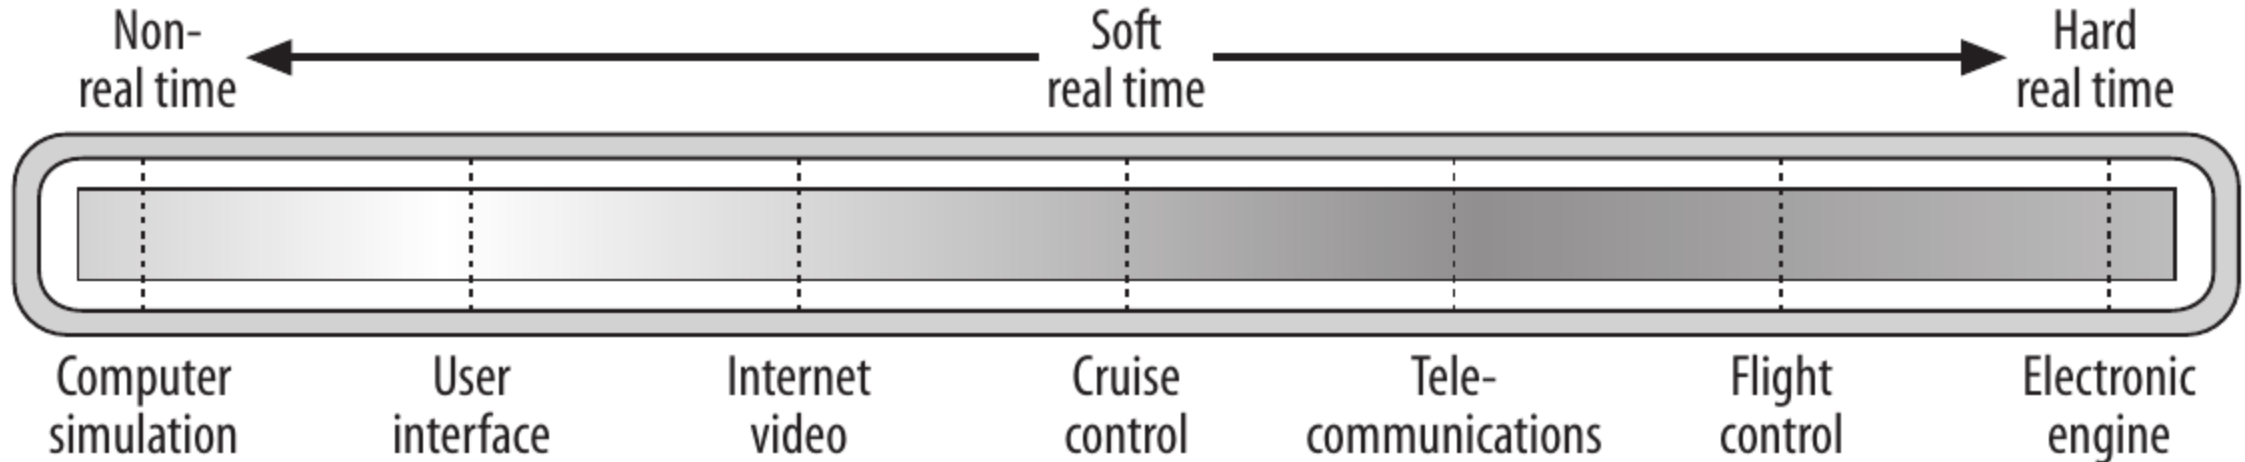 Non-
real time
Soft
real time
Hard
real time
Computer
simulation
User
interface
Internet
video
Cruise
control
Tele-
communications
Flight
control
Electronic
engine